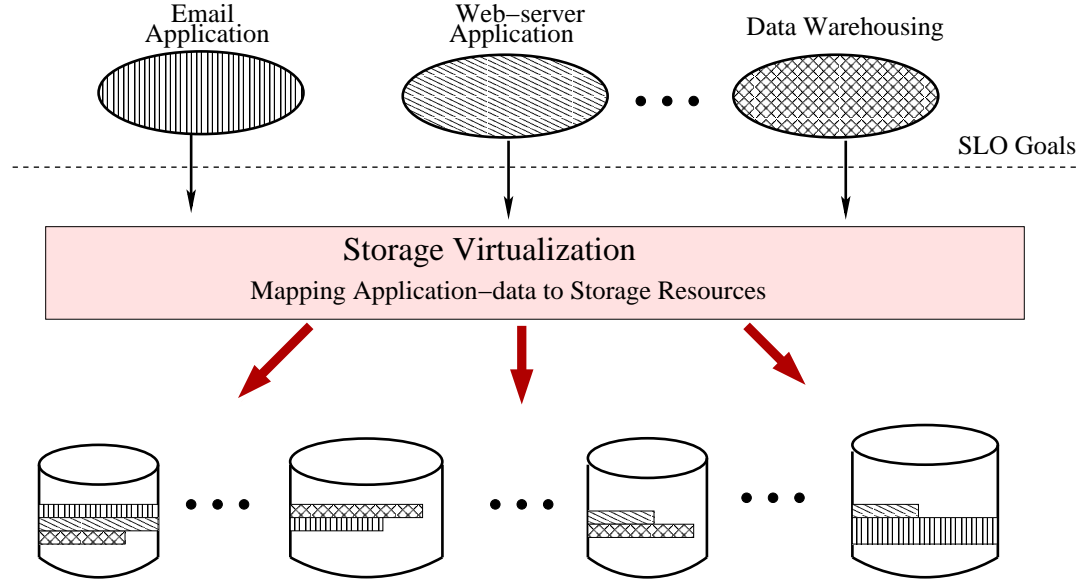 Email
Application
Web−server
Application
Data Warehousing
SLO Goals
Storage Virtualization
Mapping Application−data to Storage Resources